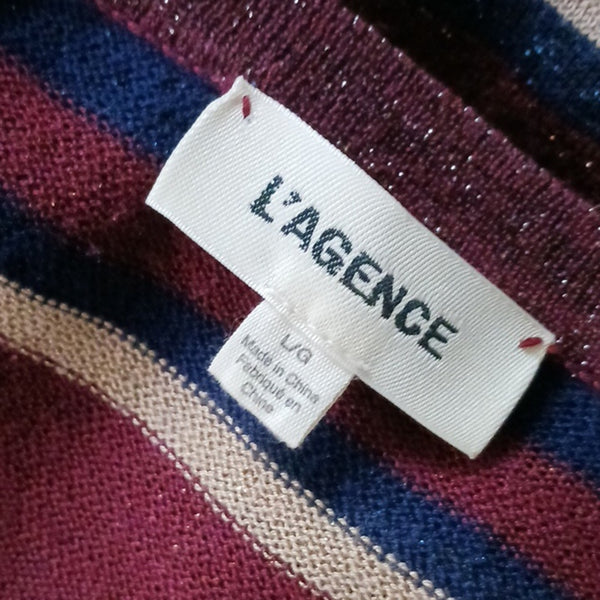 L'AGENCE
L/G
Made in China
Fabriqué en
Chine